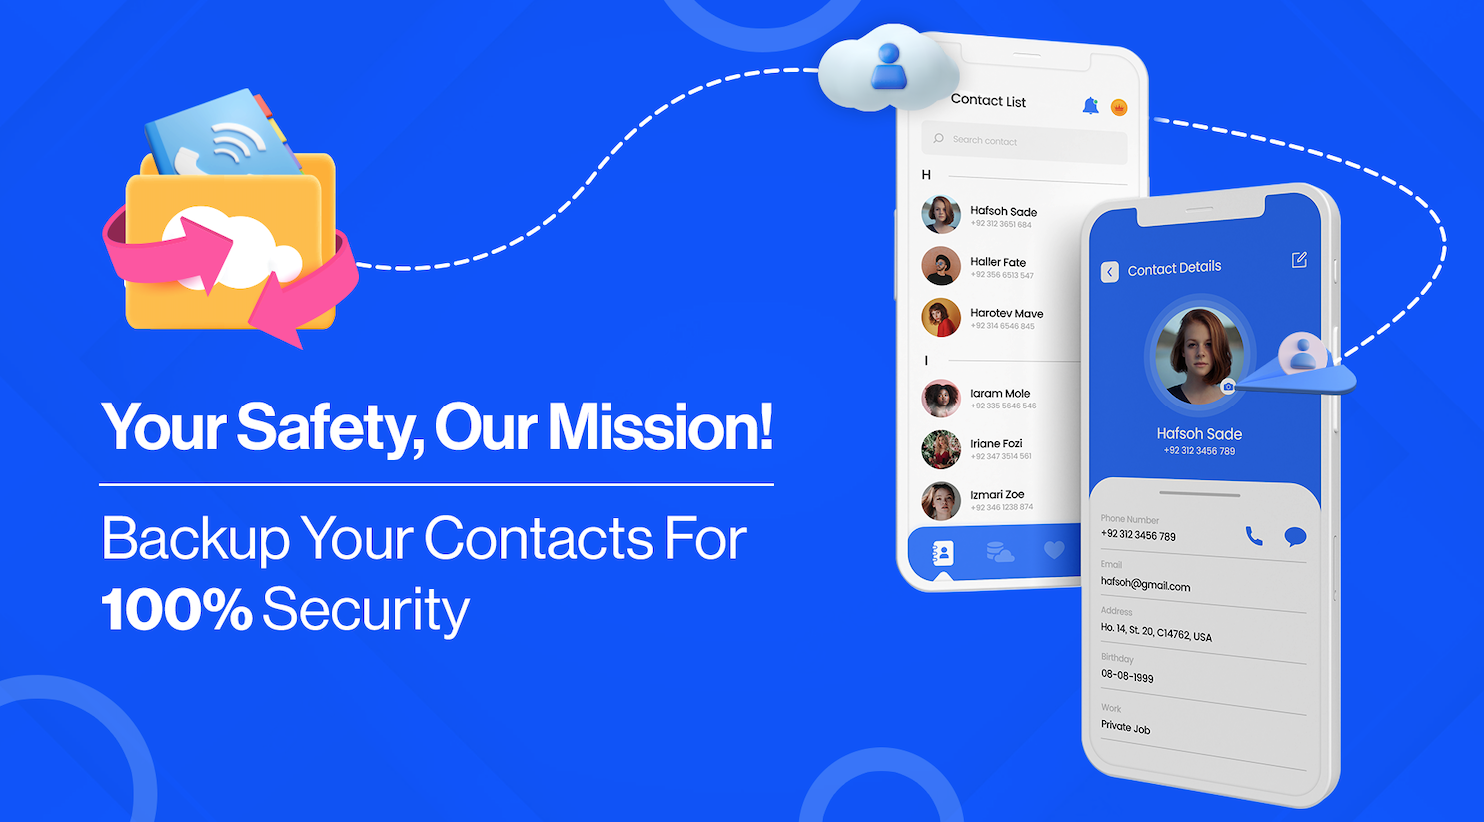 Your Safety, Our Mission!
Backup Your Contacts For
100% Security
Contact List
Search contact
H
Hafsoh Sade
+92 312 3651 684
Haller Fate
+92 356 6513 547
Harotev Mave
+92 314 6546 845
I
Iaram Mole
+92 335 5646 546
Iriane Fozi
+92 347 3514 561
Izmari Zoe
+92 346 1238 874
Contact Details
Hafsoh Sade
+92 312 3456 789
Phone Number
+92 312 3456 789
Email
hafsoh@gmail.com
Address
Ho. 14, St. 20, C14762, USA
Birthday
08-08-1999
Work
Private Job